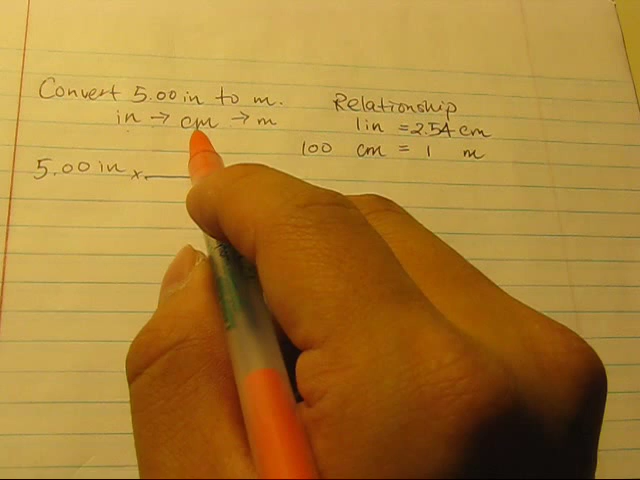 Convert 5.00 in to m.
in → cm → m
Relationship
1in = 2.54 cm
100 cm = 1 m
5.00 in x